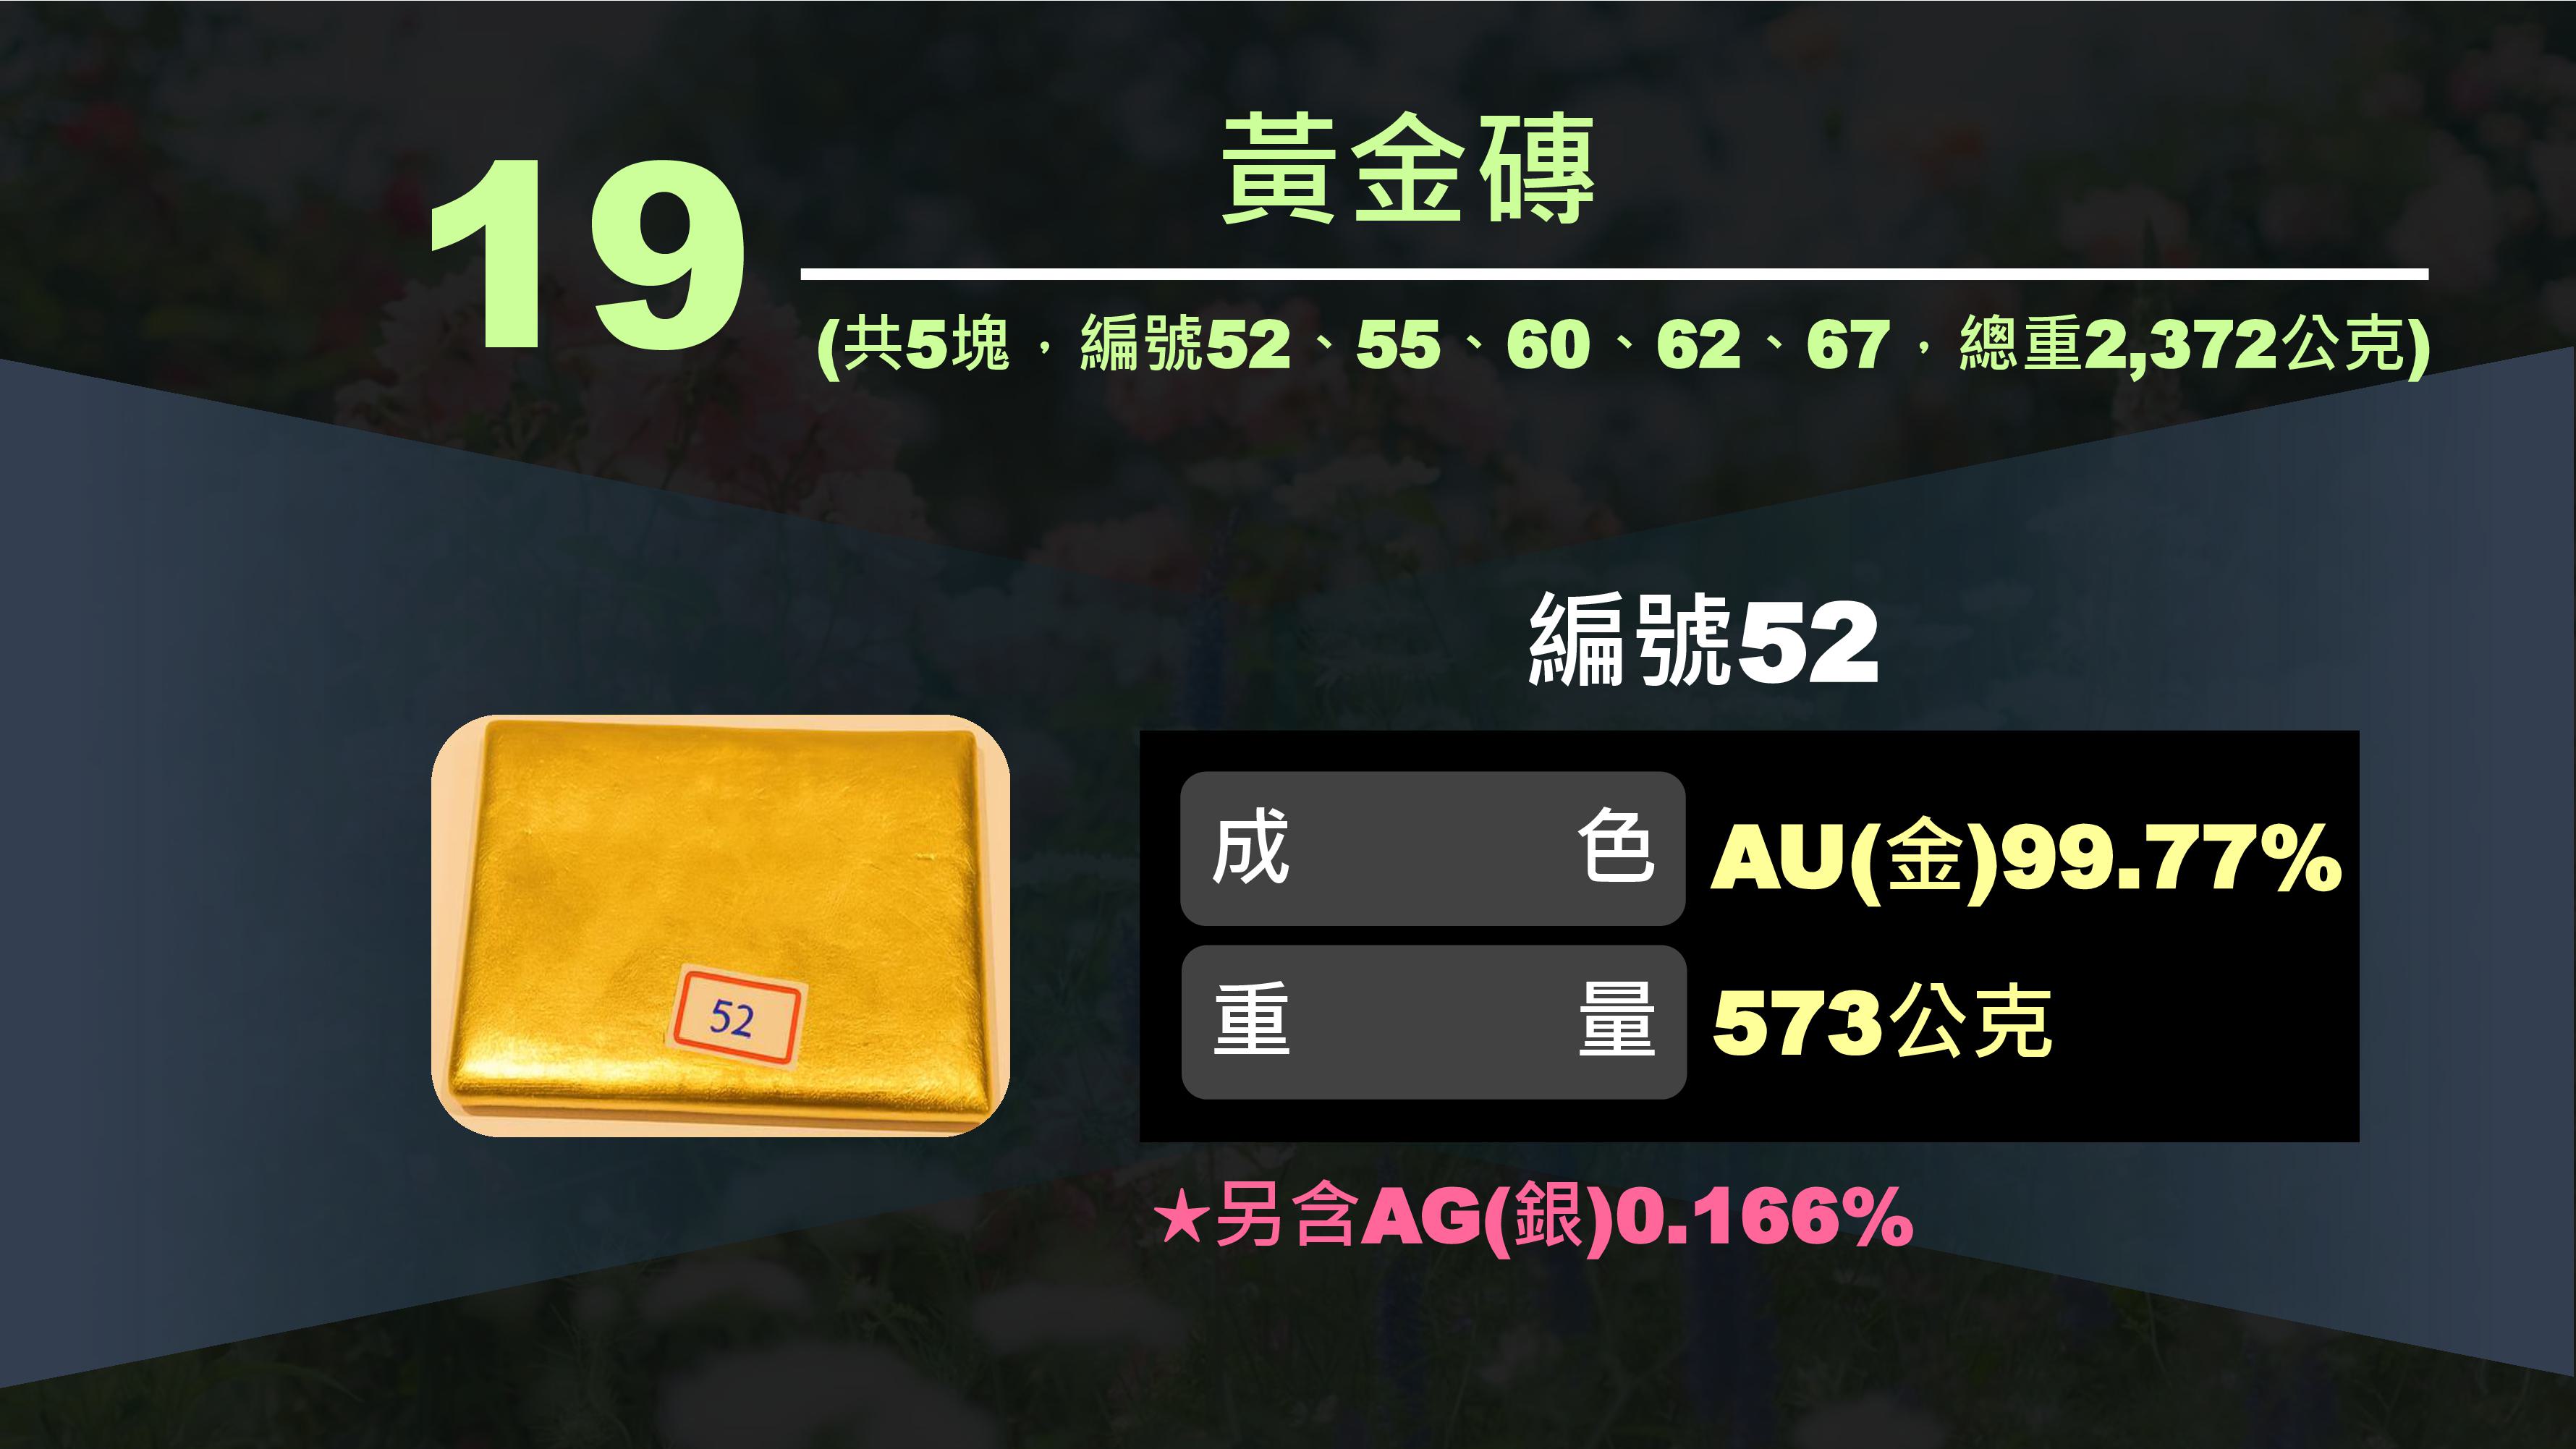 19
黃金磚
(共5塊，編號52、55、60、62、67，總重2,372公克)
編號52
52
成色 AU(金)99.77%
重量 573公克
★另含AG(銀)0.166%